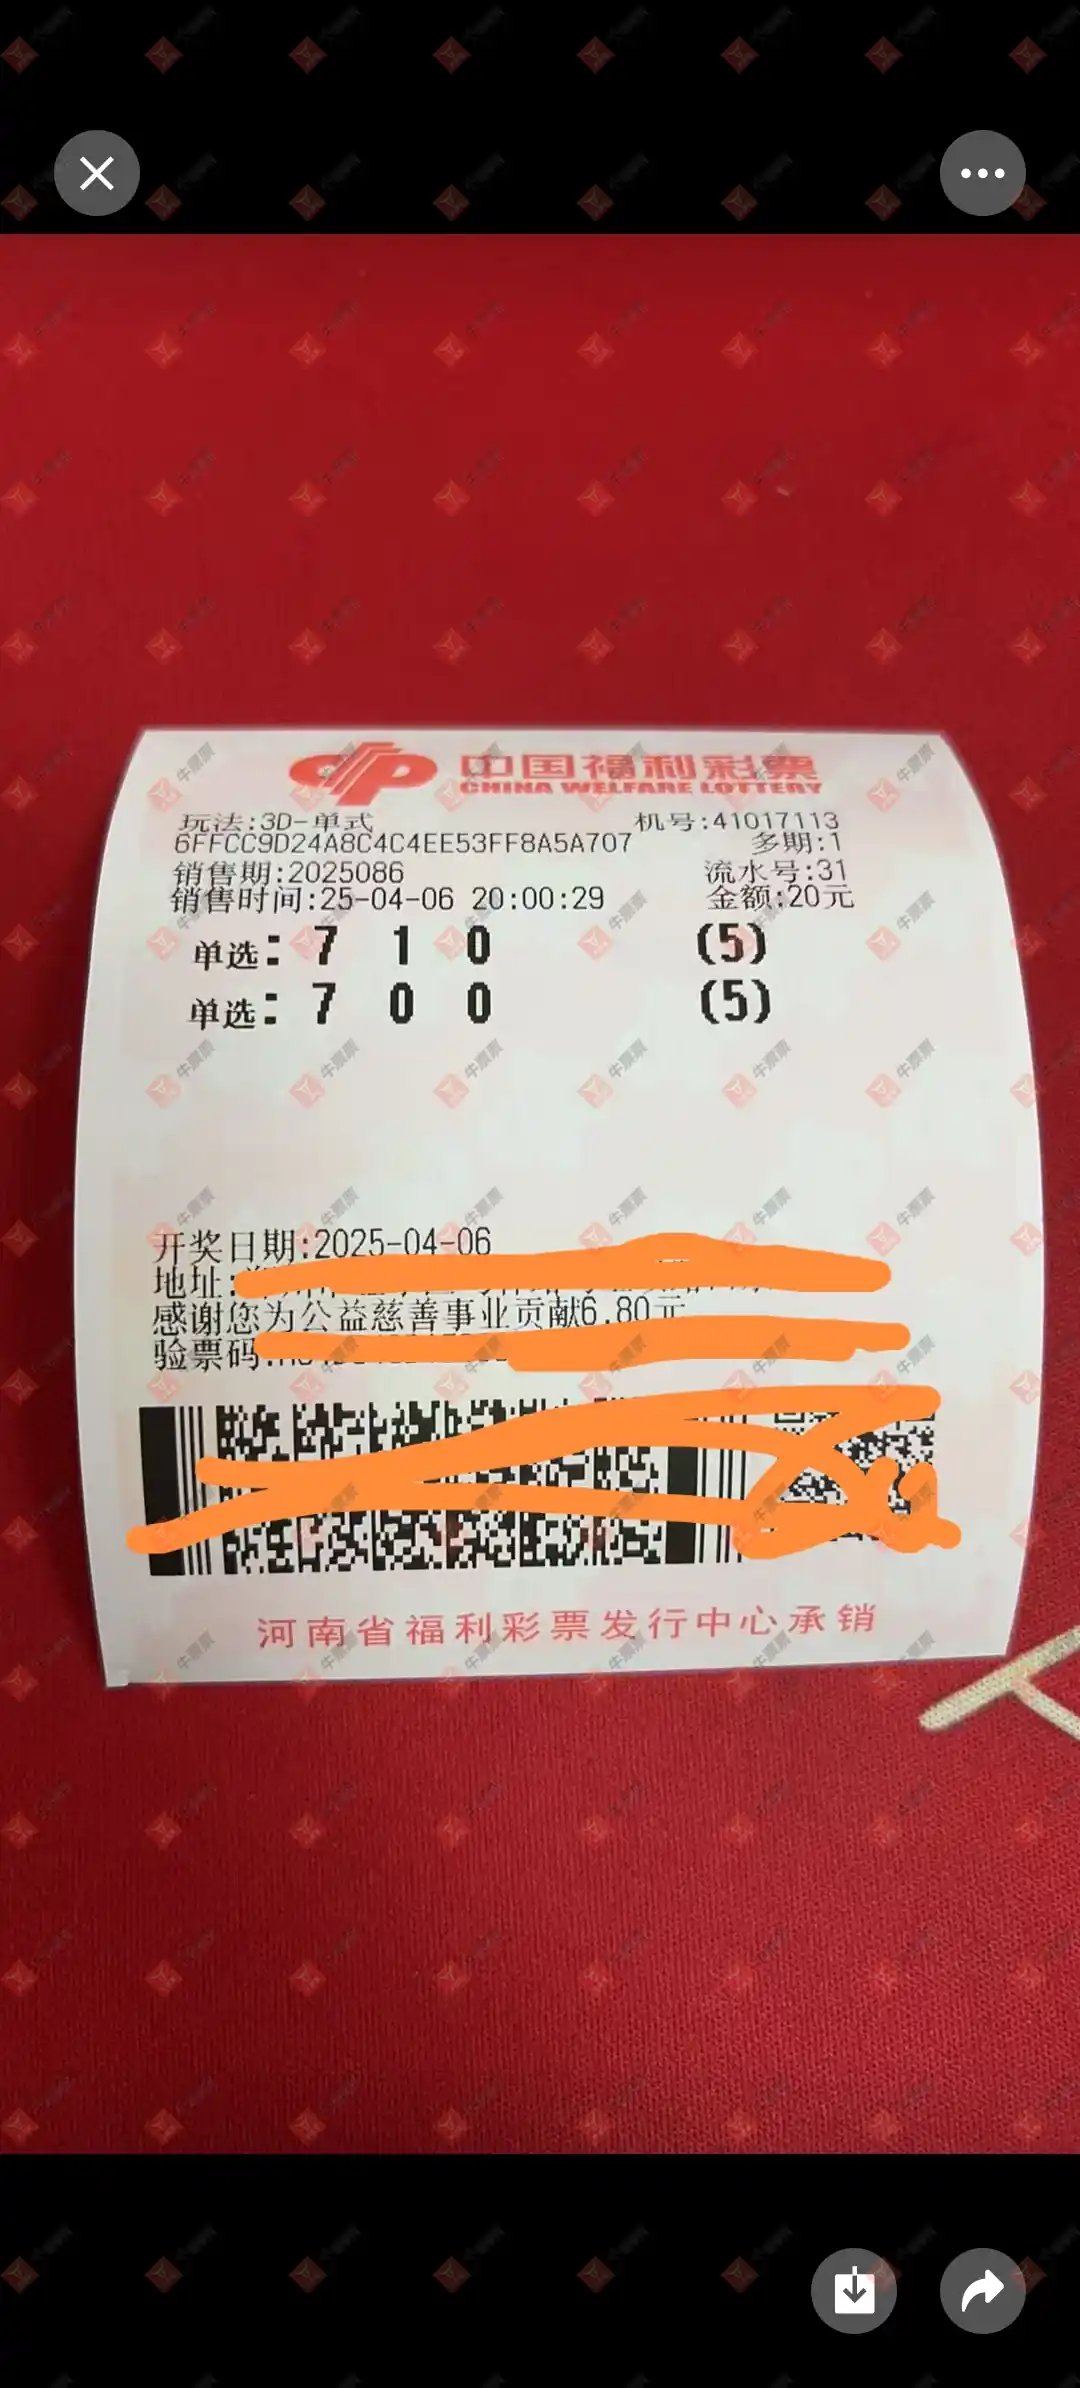 中国福利彩票
CHINA WELFARE LOTTERY
玩法:3D-单式 机号:41017113
6FFCC9D24A8C4C4EE53FF8A5A707 多期:1
销售期:2025086 流水号:31
销售时间:25-04-06 20:00:29 金额:20元
单选: 7 1 0 (5)
单选: 7 0 0 (5)
开奖日期:2025-04-06
地址:
感谢您为公益慈善事业贡献6.80元
验票码:
河南省福利彩票发行中心承销
牛票票